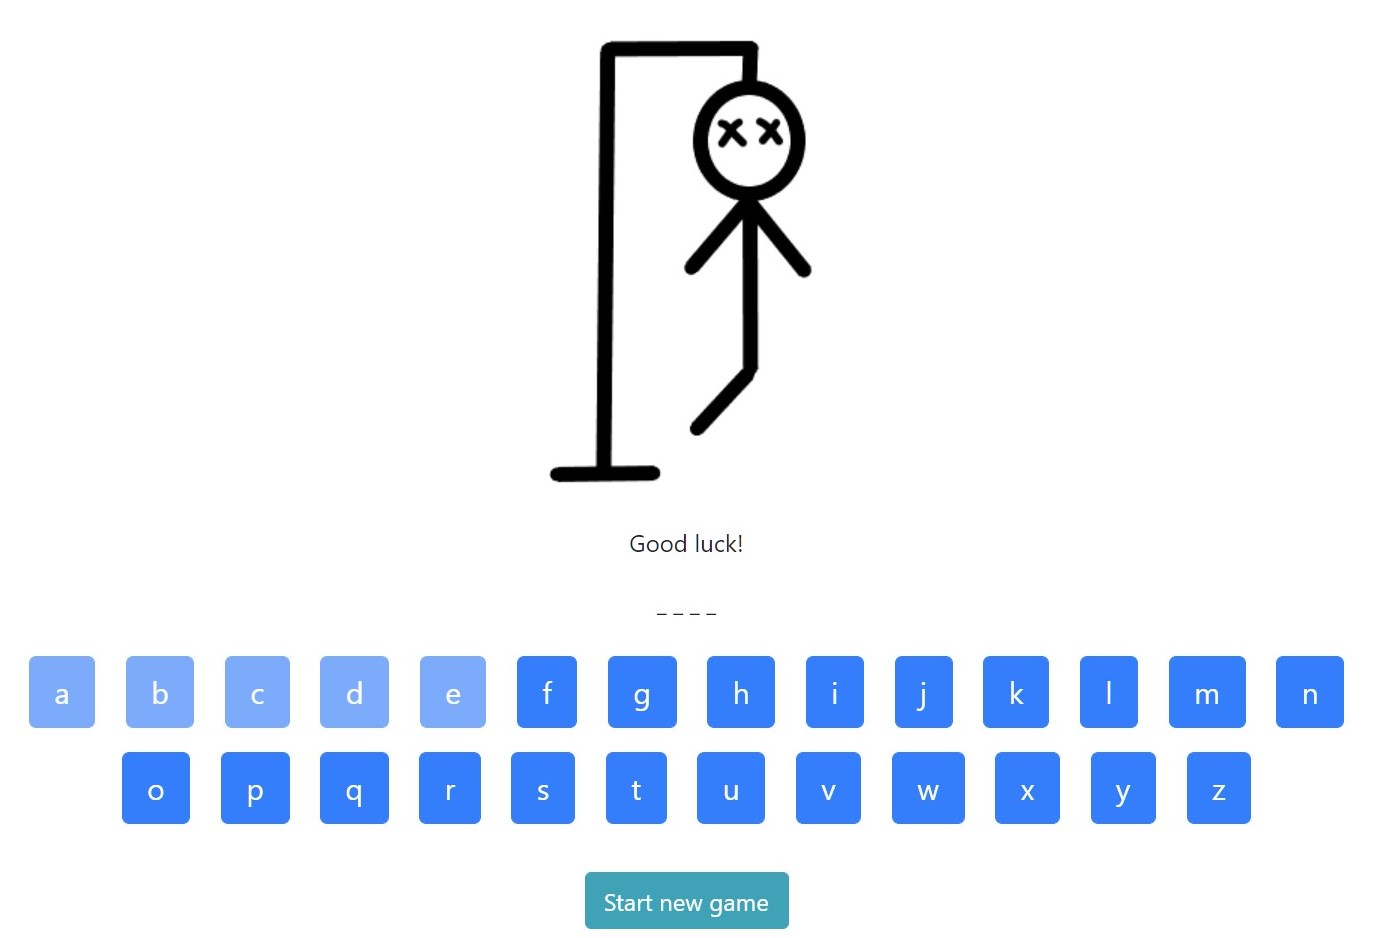 Good luck!
_ _ _ _
a b c d e f g h i j k l m n
o p q r s t u v w x y z
Start new game